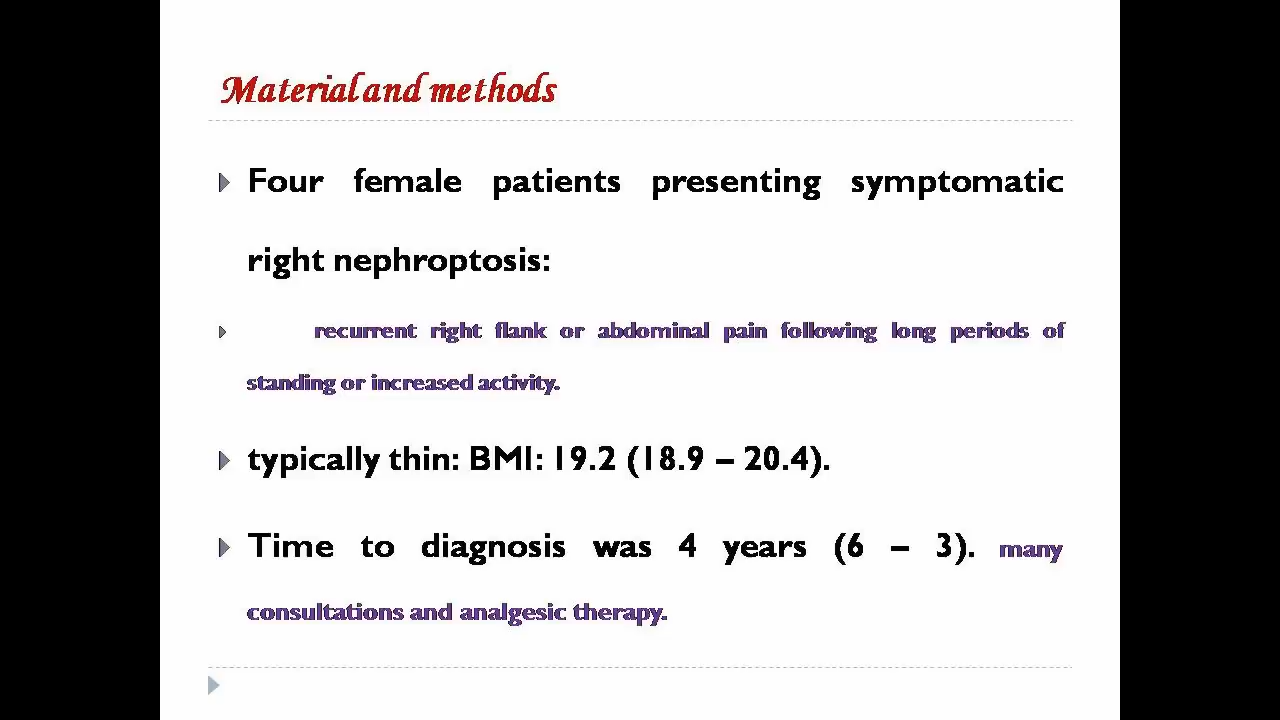 Material and methods
Four female patients presenting symptomatic
right nephroptosis:
recurrent right flank or abdominal pain following long periods of
standing or increased activity.
typically thin: BMI: 19.2 (18.9 – 20.4).
Time to diagnosis was 4 years (6 – 3). many
consultations and analgesic therapy.